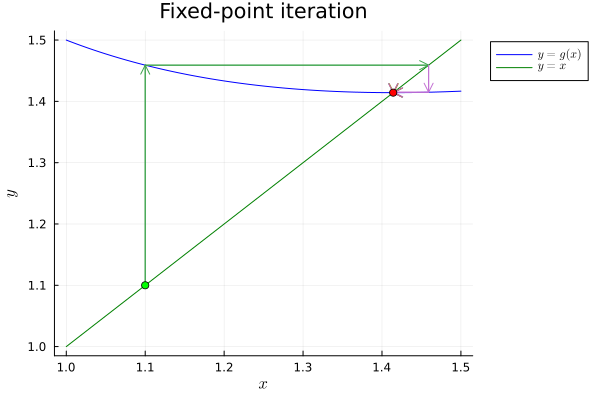 Fixed-point iteration
y = g(x)
y = x
1.5
1.4
1.3
1.2
1.1
1.0
y
1.0 1.1 1.2 1.3 1.4 1.5
x